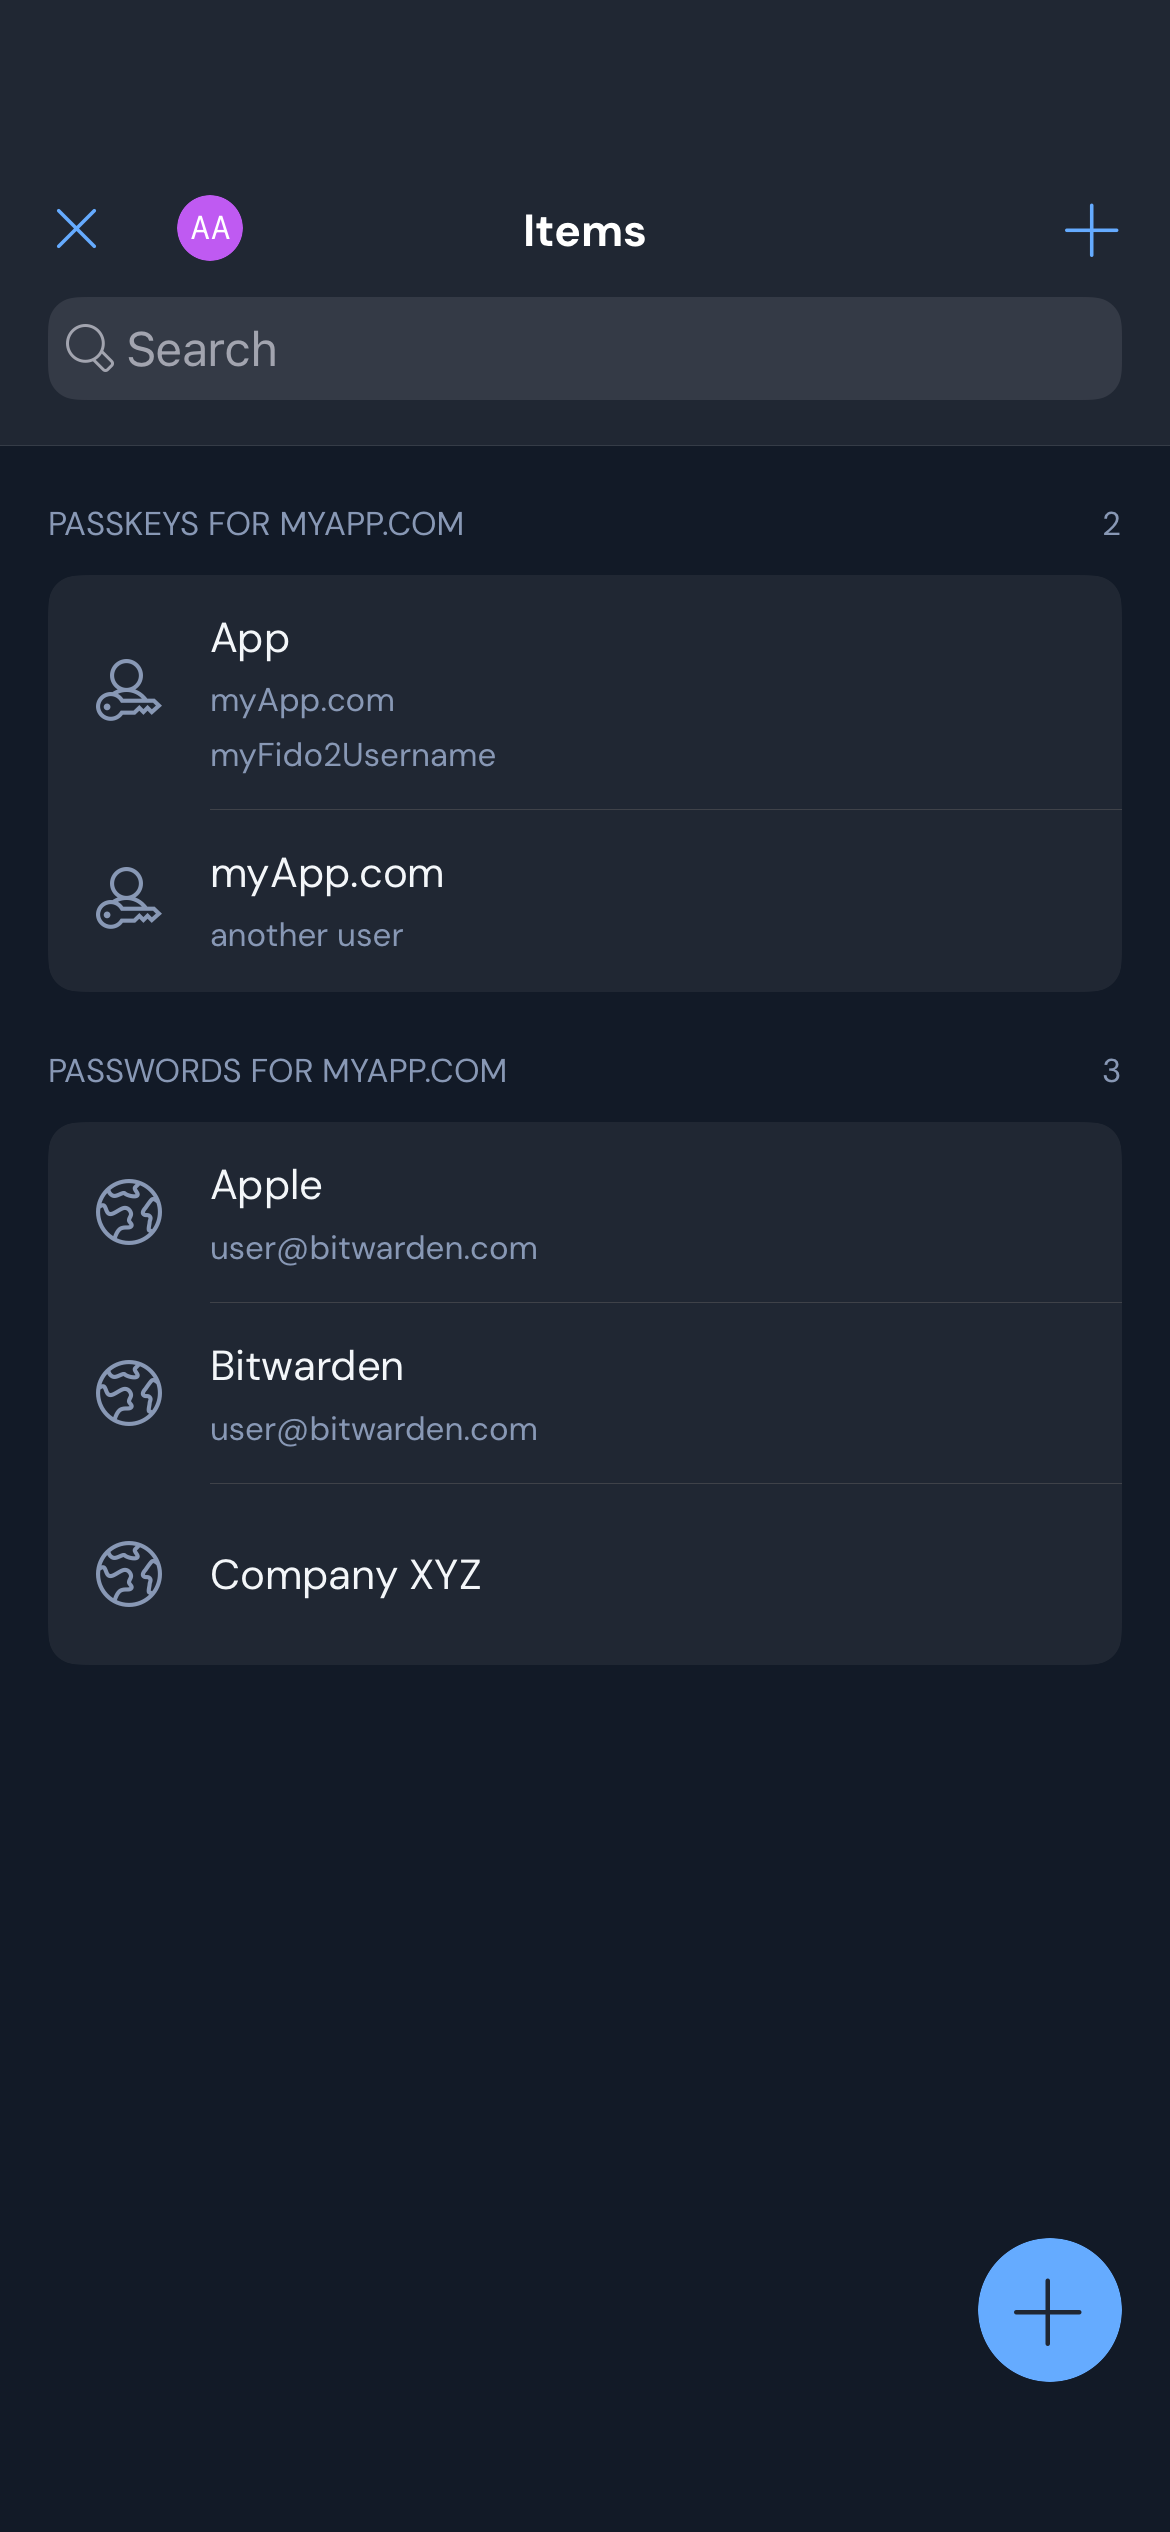 AA
Items
Search
PASSKEYS FOR MYAPP.COM 2
App
myApp.com
myFido2Username
myApp.com
another user
PASSWORDS FOR MYAPP.COM 3
Apple
user@bitwarden.com
Bitwarden
user@bitwarden.com
Company XYZ